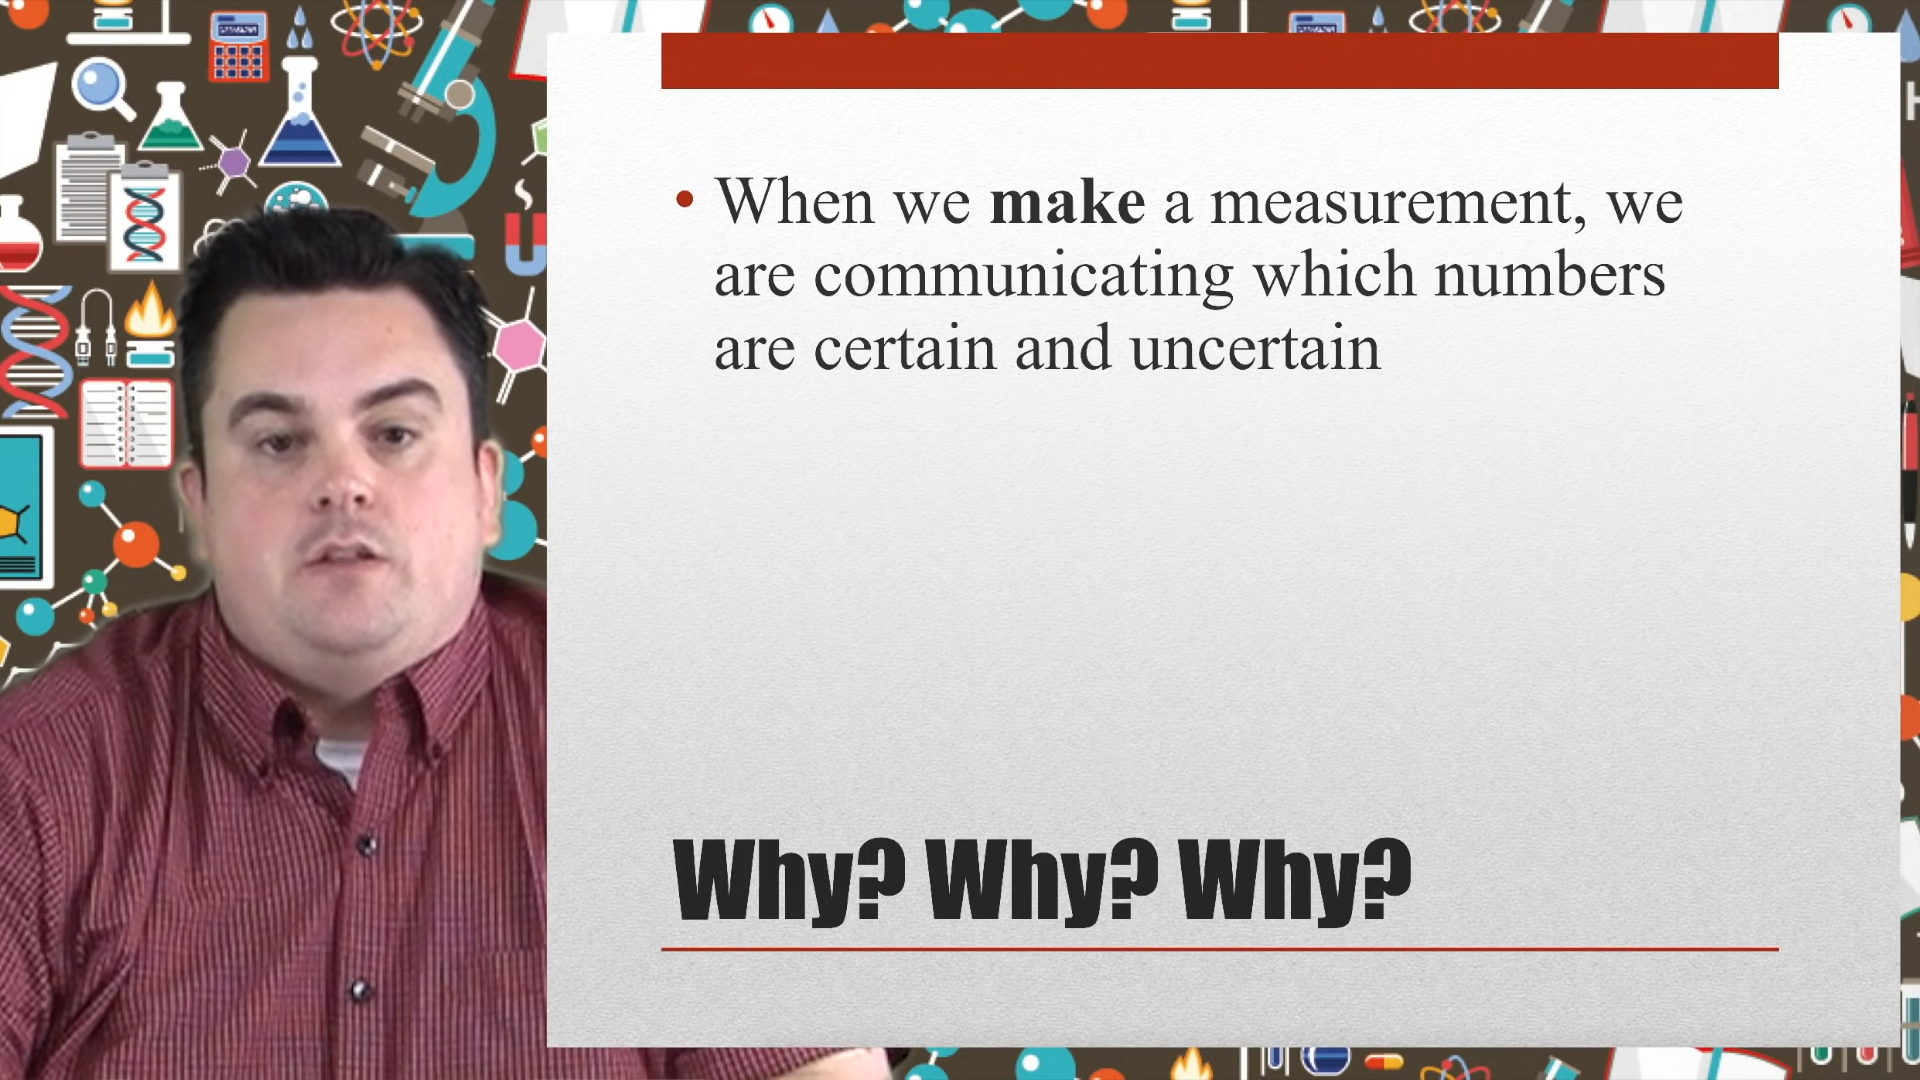 • When we make a measurement, we
are communicating which numbers
are certain and uncertain
Why? Why? Why?